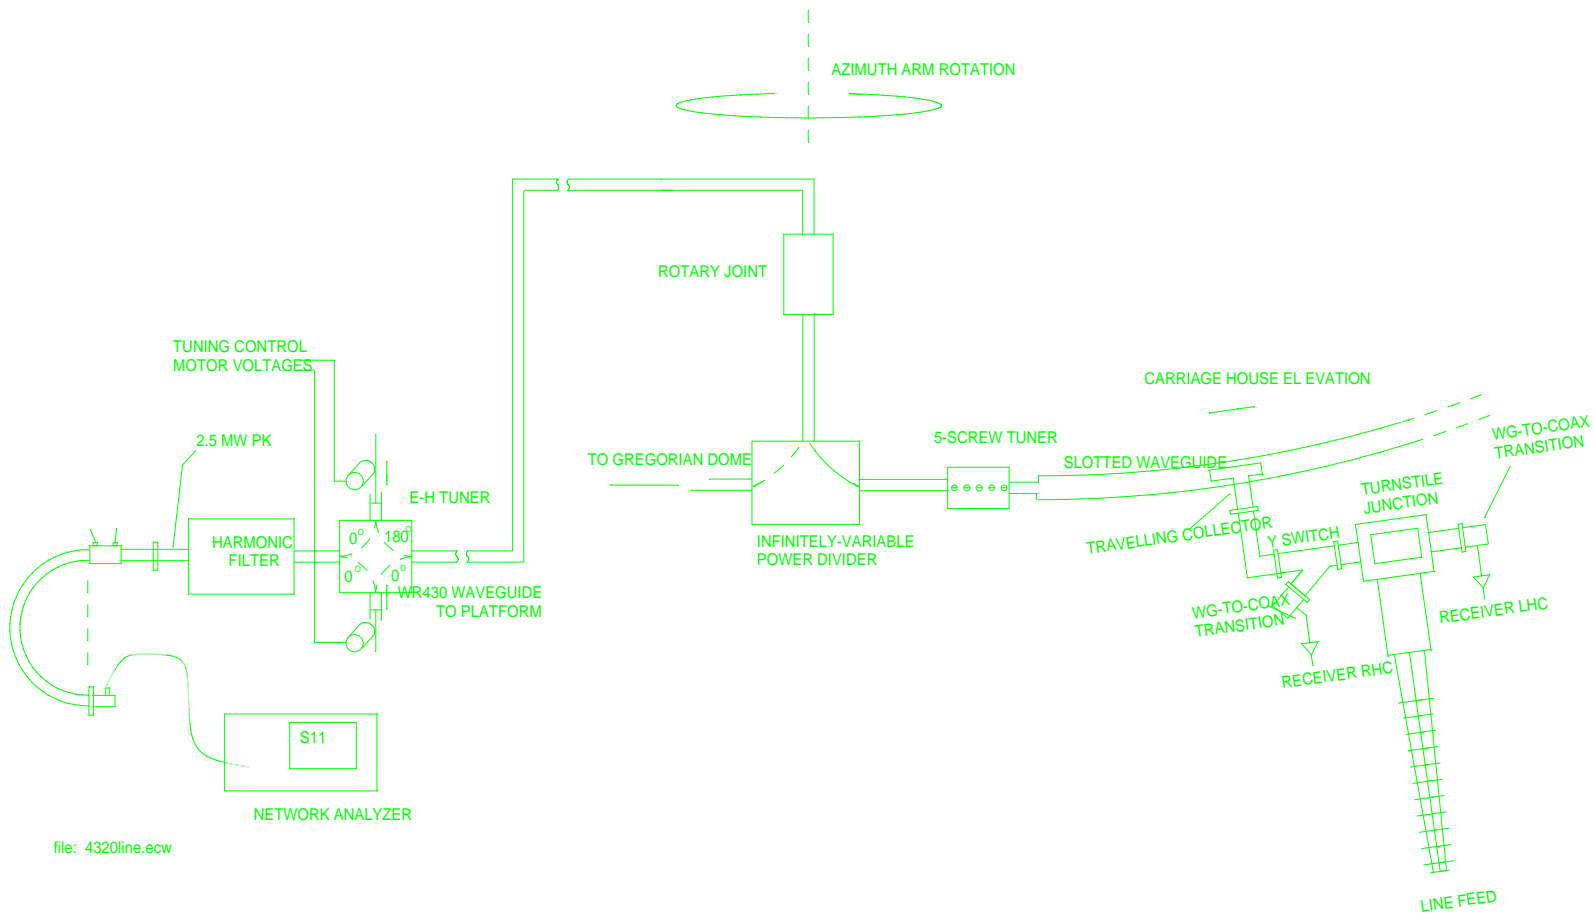 AZIMUTH ARM ROTATION
ROTARY JOINT
TUNING CONTROL
MOTOR VOLTAGES
CARRIAGE HOUSE EL EVATION
2.5 MW PK
5-SCREW TUNER
WG-TO-COAX
TRANSITION
TO GREGORIAN DOME
SLOTTED WAVEGUIDE
E-H TUNER
TURNSTILE
JUNCTION
HARMONIC
FILTER
0° 180°
0° 0°
INFINITELY-VARIABLE
POWER DIVIDER
TRAVELLING COLLECTOR
Y SWITCH
WR430 WAVEGUIDE
TO PLATFORM
WG-TO-COAX
TRANSITION
RECEIVER LHC
RECEIVER RHC
S11
NETWORK ANALYZER
file: 4320line.ecw
LINE FEED